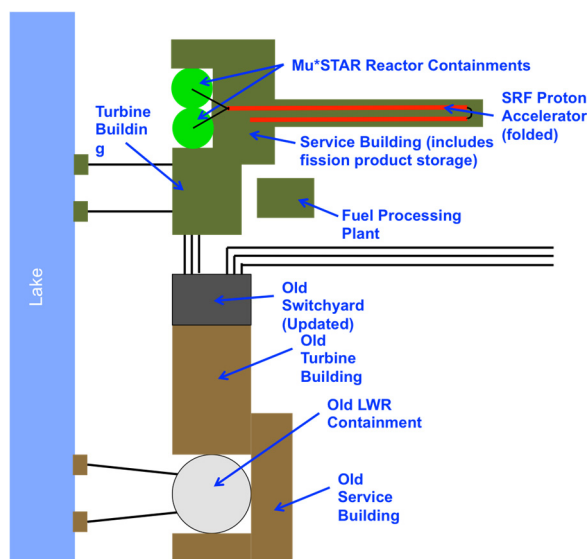 Mu*STAR Reactor Containments
SRF Proton
Accelerator
(folded)
Turbine
Buildin
g
Service Building (includes
fission product storage)
Fuel Processing
Plant
Lake
Old
Switchyard
(Updated)
Old
Turbine
Building
Old LWR
Containment
Old
Service
Building